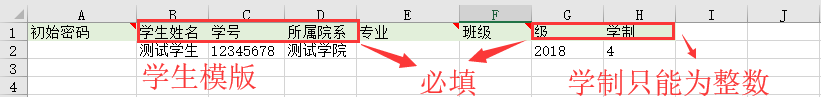 A B C D E F G H I J
1 初始密码 学生姓名 学号 所属院系 专业 班级 级 学制
2 测试学生 12345678 测试学院 2018 4
3 学生模版 必填 学制只能为整数
4